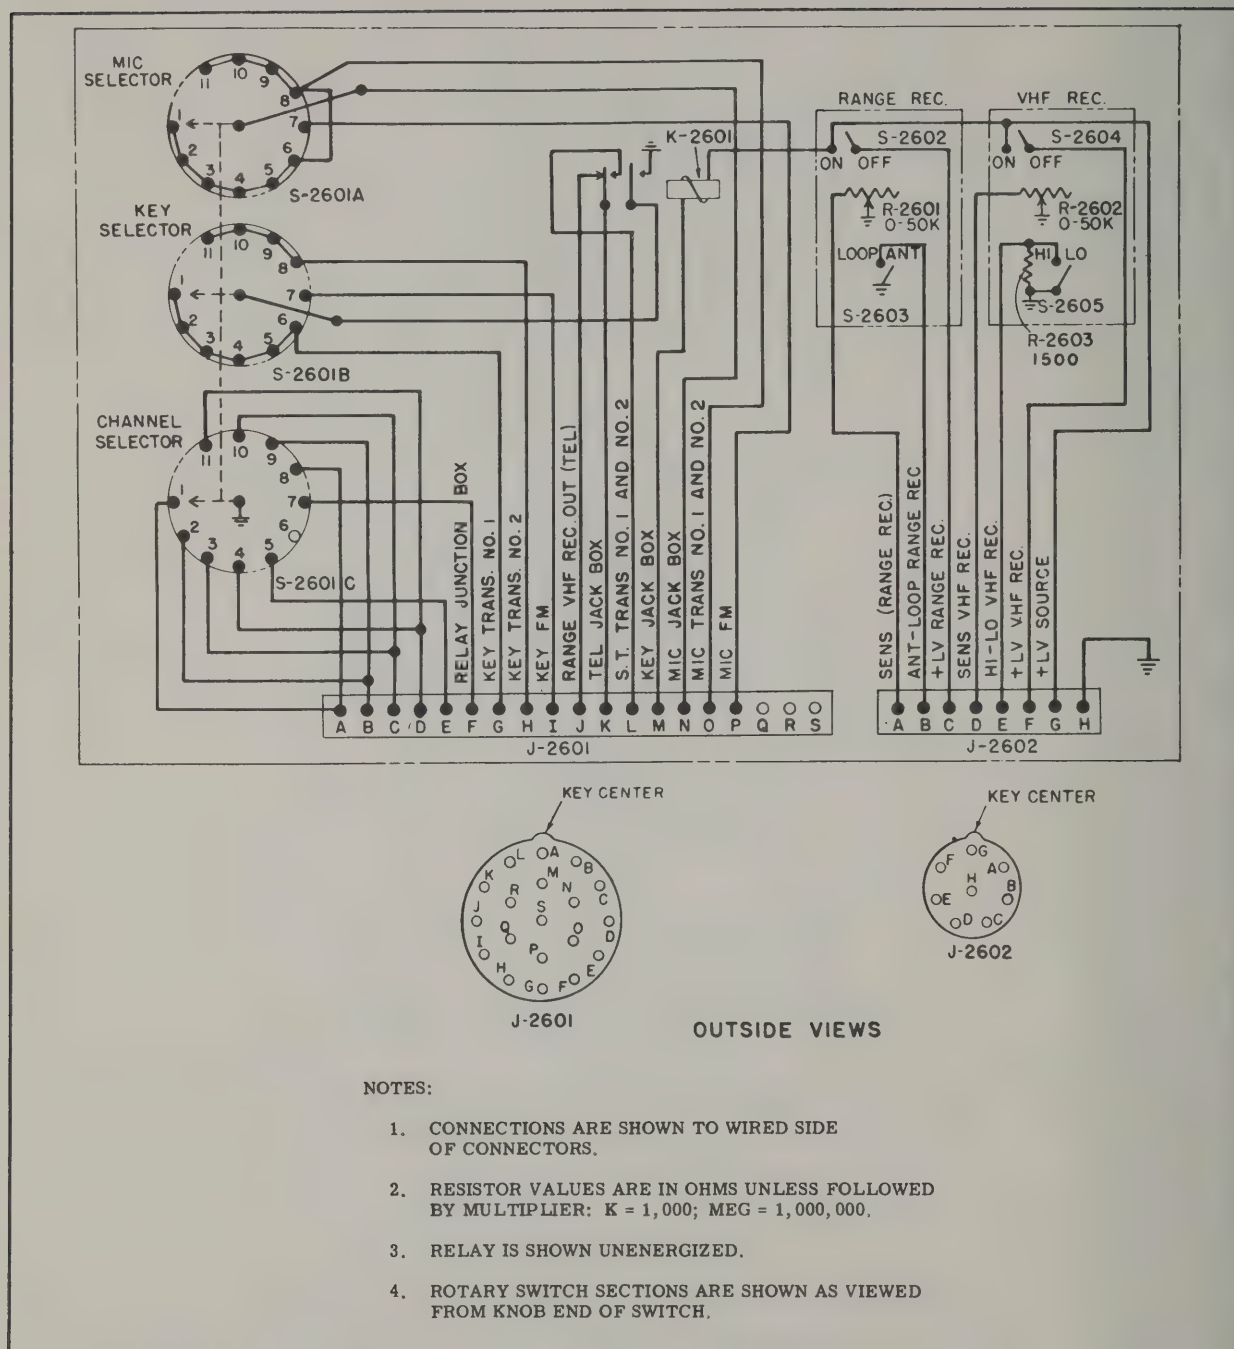 MIC
SELECTOR
1
2
3
4
5
6
7
8
9
10
11
S-2601A
KEY
SELECTOR
1
2
3
4
5
6
7
8
9
10
11
S-2601B
CHANNEL
SELECTOR
1
2
3
4
5
6
7
8
9
10
11
S-2601C
K-2601
RANGE REC.
S-2602
ON OFF
R-2601
0-50K
LOOP ANT
S-2603
VHF REC.
S-2604
ON OFF
R-2602
0-50K
HI LO
S-2605
R-2603
1500
RELAY JUNCTION BOX
KEY TRANS. NO. 1
KEY TRANS. NO. 2
KEY FM
RANGE VHF REC. OUT (TEL)
TEL JACK BOX
S.T. TRANS NO. 1 AND NO. 2
KEY JACK BOX
MIC JACK BOX
MIC TRANS NO. 1 AND NO. 2
MIC FM
SENS (RANGE REC.)
ANT-LOOP RANGE REC
+LV RANGE REC.
SENS VHF REC.
HI-LO VHF REC.
+LV VHF REC.
+LV SOURCE
A B C D E F G H I J K L M N O P Q R S
J-2601
A B C D E F G H
J-2602
KEY CENTER
A
B
C
D
E
F
G
H
I
J
K
L
M
N
O
P
Q
R
S
J-2601
KEY CENTER
G
A
B
C
D
E
F
H
J-2602
OUTSIDE VIEWS
NOTES:
1. CONNECTIONS ARE SHOWN TO WIRED SIDE
OF CONNECTORS.
2. RESISTOR VALUES ARE IN OHMS UNLESS FOLLOWED
BY MULTIPLIER: K = 1,000; MEG = 1,000,000.
3. RELAY IS SHOWN UNENERGIZED.
4. ROTARY SWITCH SECTIONS ARE SHOWN AS VIEWED
FROM KNOB END OF SWITCH.